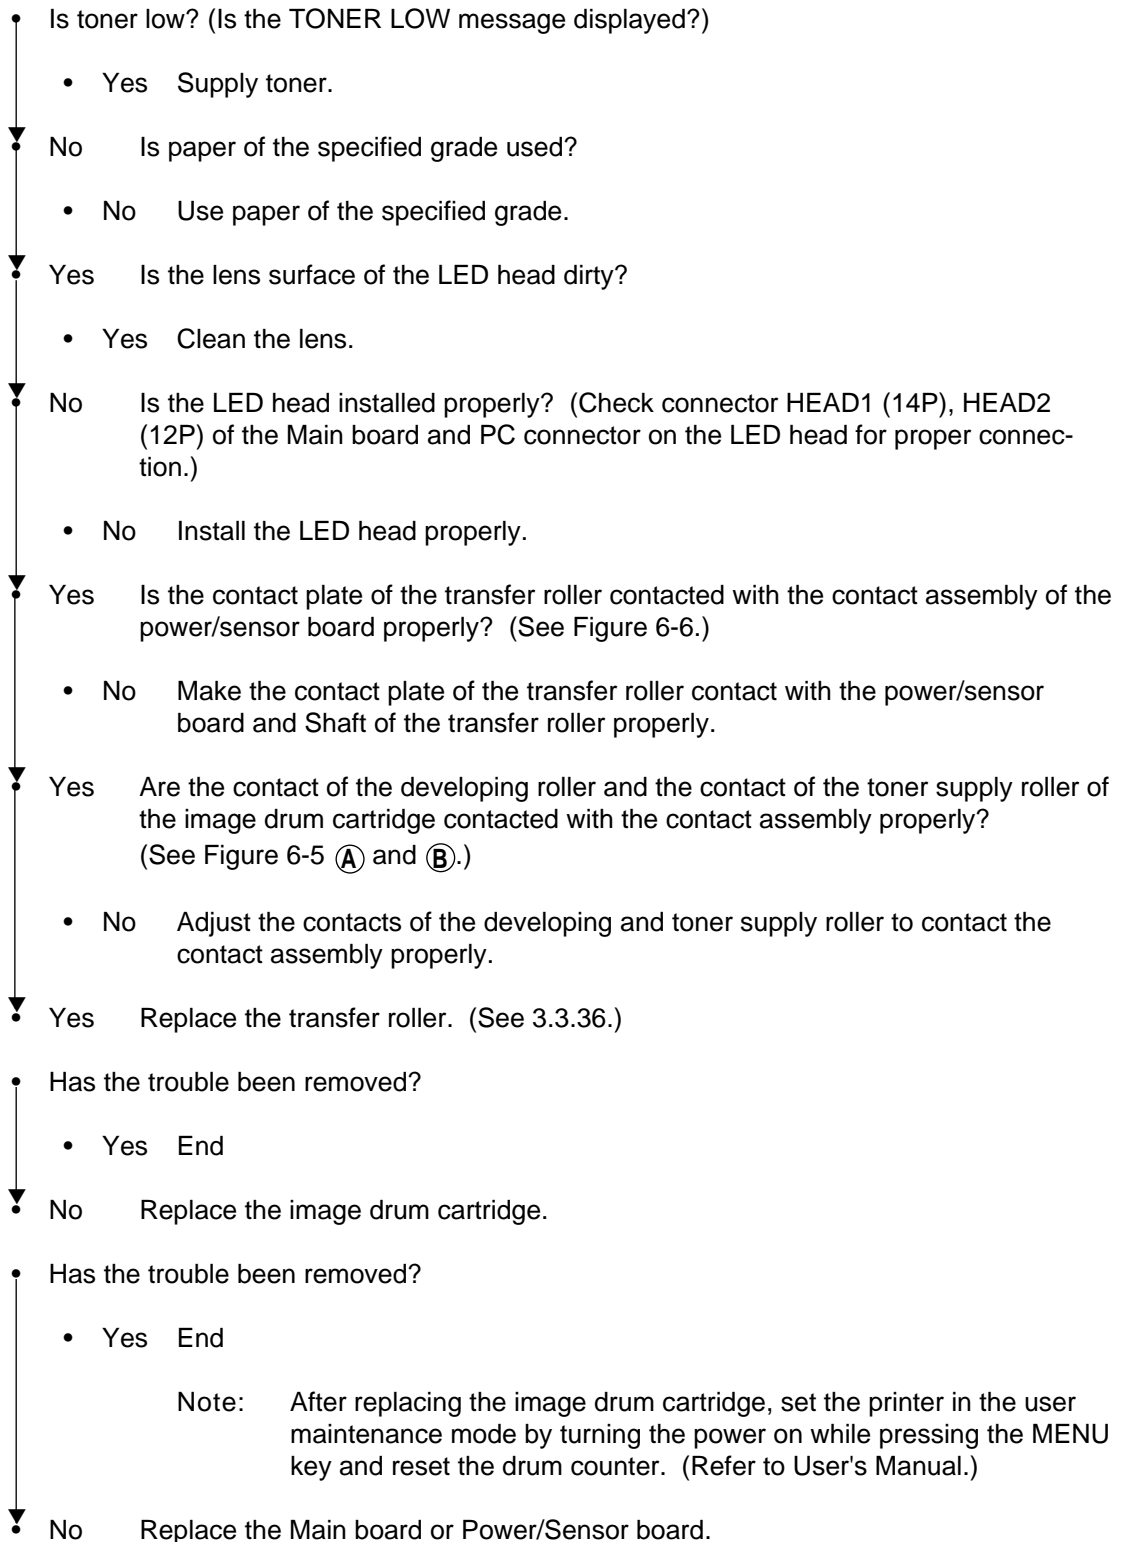 • Is toner low? (Is the TONER LOW message displayed?)
• Yes Supply toner.
• No Is paper of the specified grade used?
• No Use paper of the specified grade.
• Yes Is the lens surface of the LED head dirty?
• Yes Clean the lens.
• No Is the LED head installed properly? (Check connector HEAD1 (14P), HEAD2
(12P) of the Main board and PC connector on the LED head for proper connec-
tion.)
• No Install the LED head properly.
• Yes Is the contact plate of the transfer roller contacted with the contact assembly of the
power/sensor board properly? (See Figure 6-6.)
• No Make the contact plate of the transfer roller contact with the power/sensor
board and Shaft of the transfer roller properly.
• Yes Are the contact of the developing roller and the contact of the toner supply roller of
the image drum cartridge contacted with the contact assembly properly?
(See Figure 6-5 Ⓐ and Ⓑ.)
• No Adjust the contacts of the developing and toner supply roller to contact the
contact assembly properly.
• Yes Replace the transfer roller. (See 3.3.36.)
• Has the trouble been removed?
• Yes End
• No Replace the image drum cartridge.
• Has the trouble been removed?
• Yes End
Note: After replacing the image drum cartridge, set the printer in the user
maintenance mode by turning the power on while pressing the MENU
key and reset the drum counter. (Refer to User's Manual.)
• No Replace the Main board or Power/Sensor board.